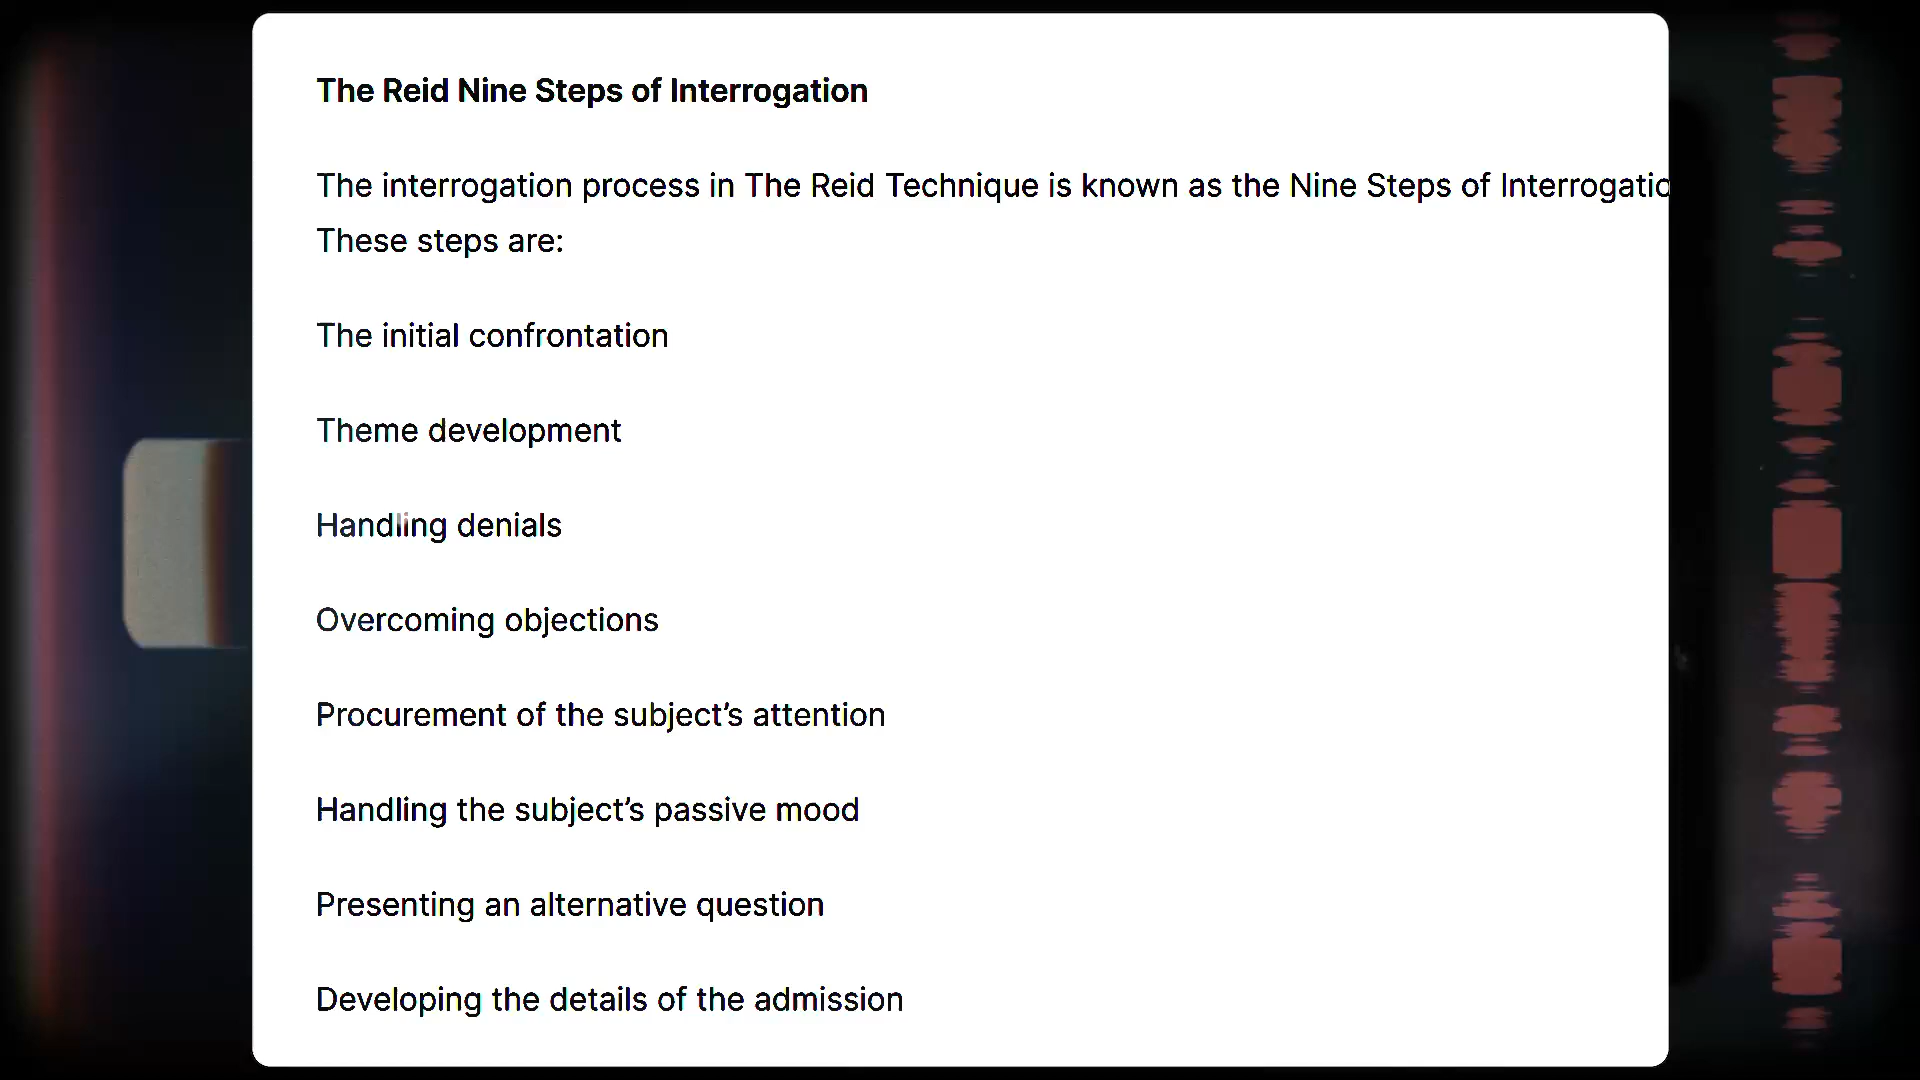 The Reid Nine Steps of Interrogation
The interrogation process in The Reid Technique is known as the Nine Steps of Interrogatio
These steps are:
The initial confrontation
Theme development
Handling denials
Overcoming objections
Procurement of the subject’s attention
Handling the subject’s passive mood
Presenting an alternative question
Developing the details of the admission